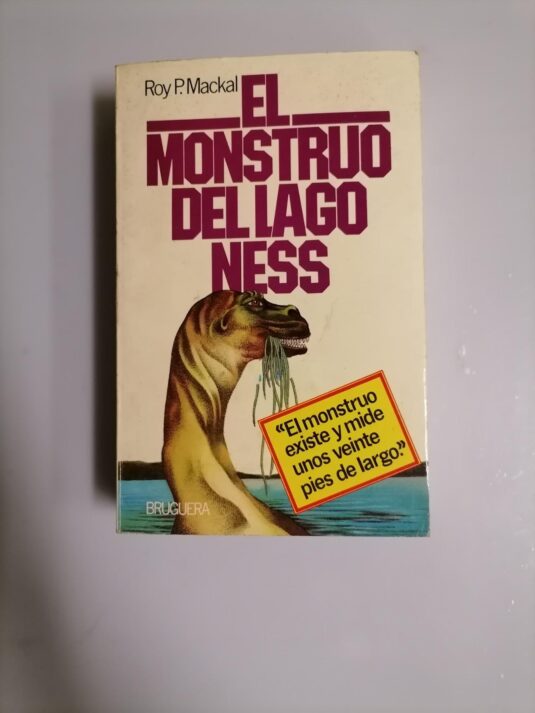 Roy P. Mackal
EL
MONSTRUO
DEL LAGO
NESS
«El monstruo
existe y mide
unos veinte
pies de largo.»
BRUGUERA